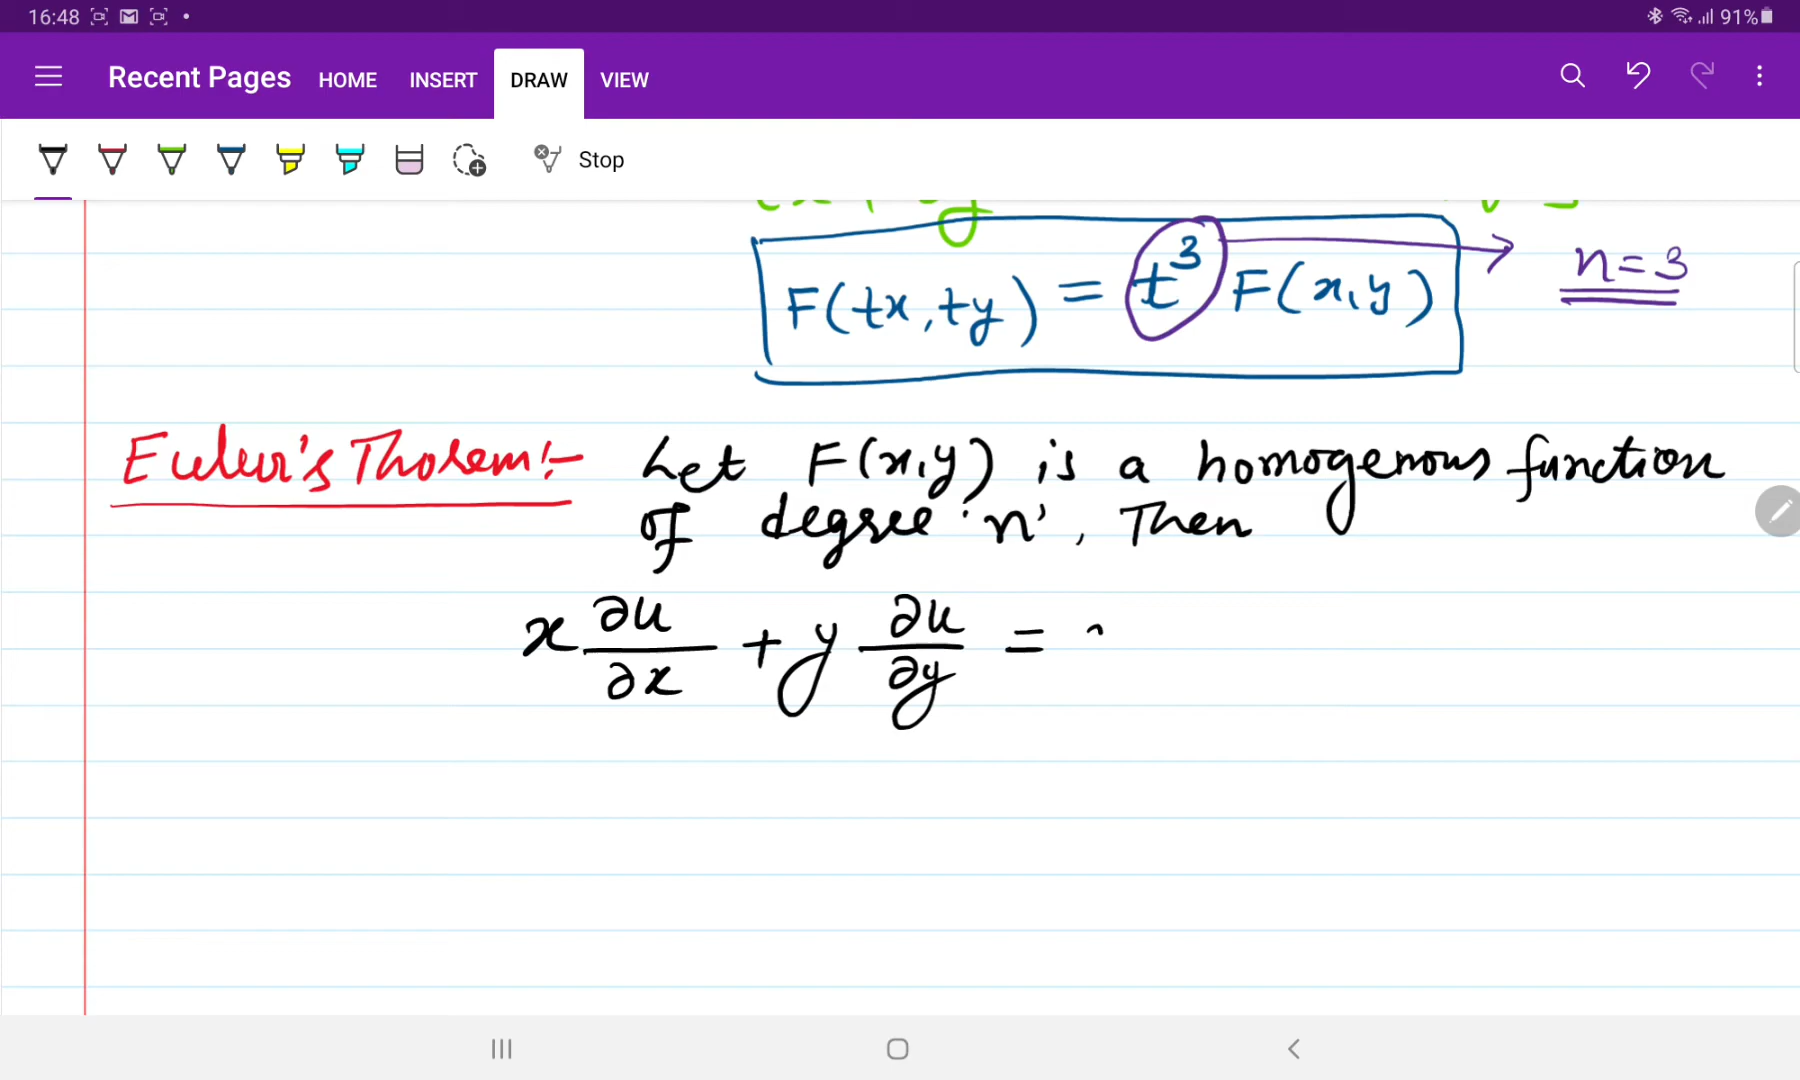 16:48 91%
Recent Pages HOME INSERT DRAW VIEW
Stop
F(tx,ty) = t³ F(x,y) n=3
Euler's Thorem:- Let F(x,y) is a homogenous function
of degree 'n', Then
x ∂u/∂x + y ∂u/∂y =